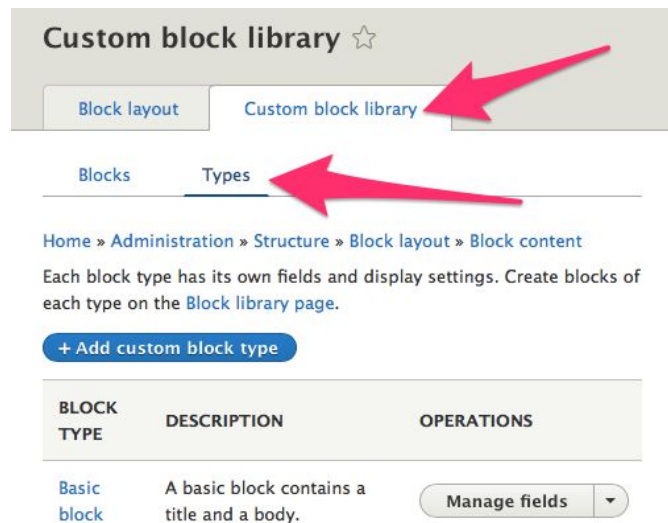 Custom block library
Block layout
Custom block library
Blocks
Types
Home » Administration » Structure » Block layout » Block content
Each block type has its own fields and display settings. Create blocks of
each type on the Block library page.
+ Add custom block type
BLOCK
TYPE
DESCRIPTION
OPERATIONS
Basic
block
A basic block contains a
title and a body.
Manage fields